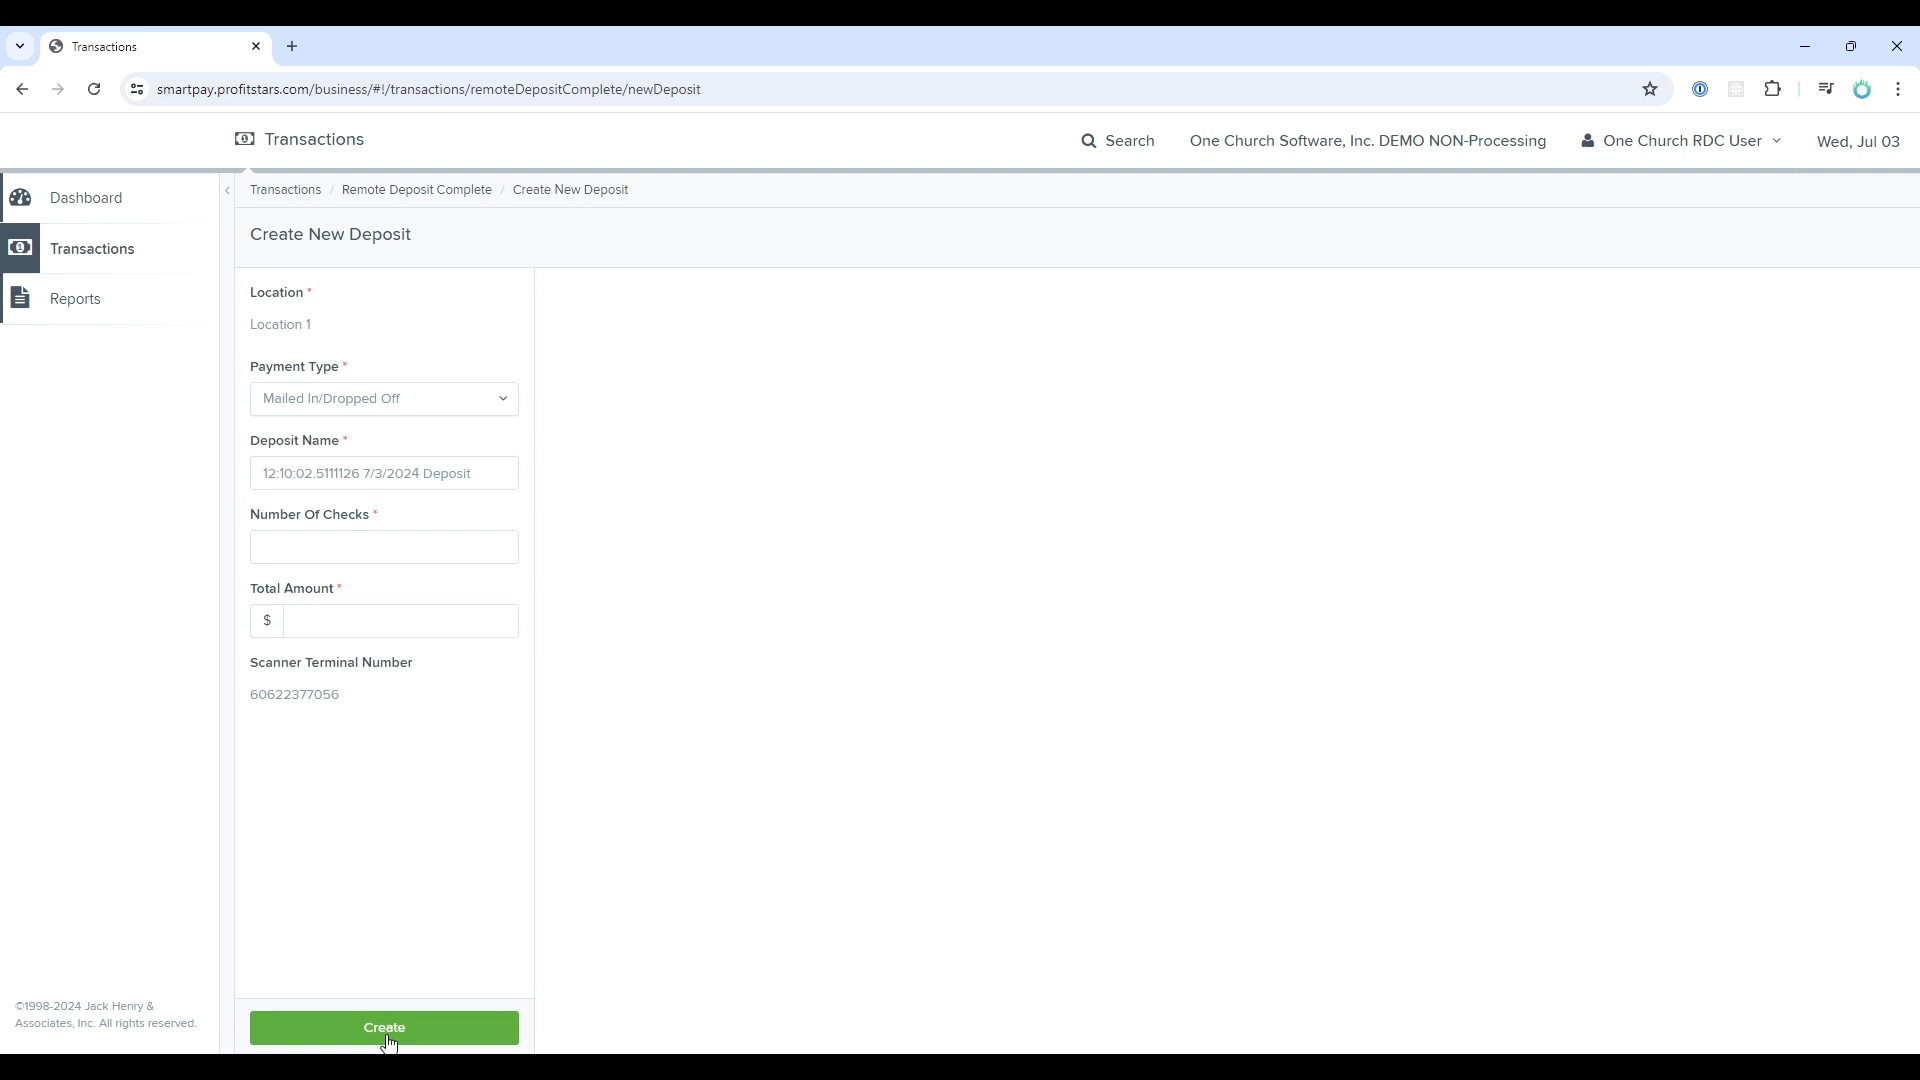 Transactions
smartpay.profitstars.com/business/#!/transactions/remoteDepositComplete/newDeposit
Transactions
Search
One Church Software, Inc. DEMO NON-Processing
One Church RDC User
Wed, Jul 03
Dashboard
Transactions
Reports
Transactions / Remote Deposit Complete / Create New Deposit
Create New Deposit
Location *
Location 1
Payment Type *
Mailed In/Dropped Off
Deposit Name *
12:10:02.5111126 7/3/2024 Deposit
Number Of Checks *
Total Amount *
$
Scanner Terminal Number
60622377056
Create
©1998-2024 Jack Henry &
Associates, Inc. All rights reserved.